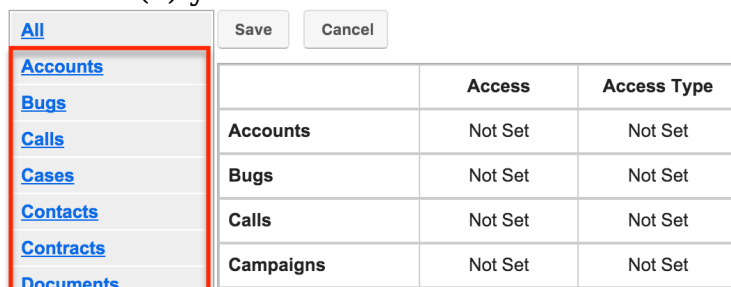 All
Save Cancel
Accounts
Bugs
Calls
Cases
Contacts
Contracts
Documents
Access Access Type
Accounts Not Set Not Set
Bugs Not Set Not Set
Calls Not Set Not Set
Campaigns Not Set Not Set